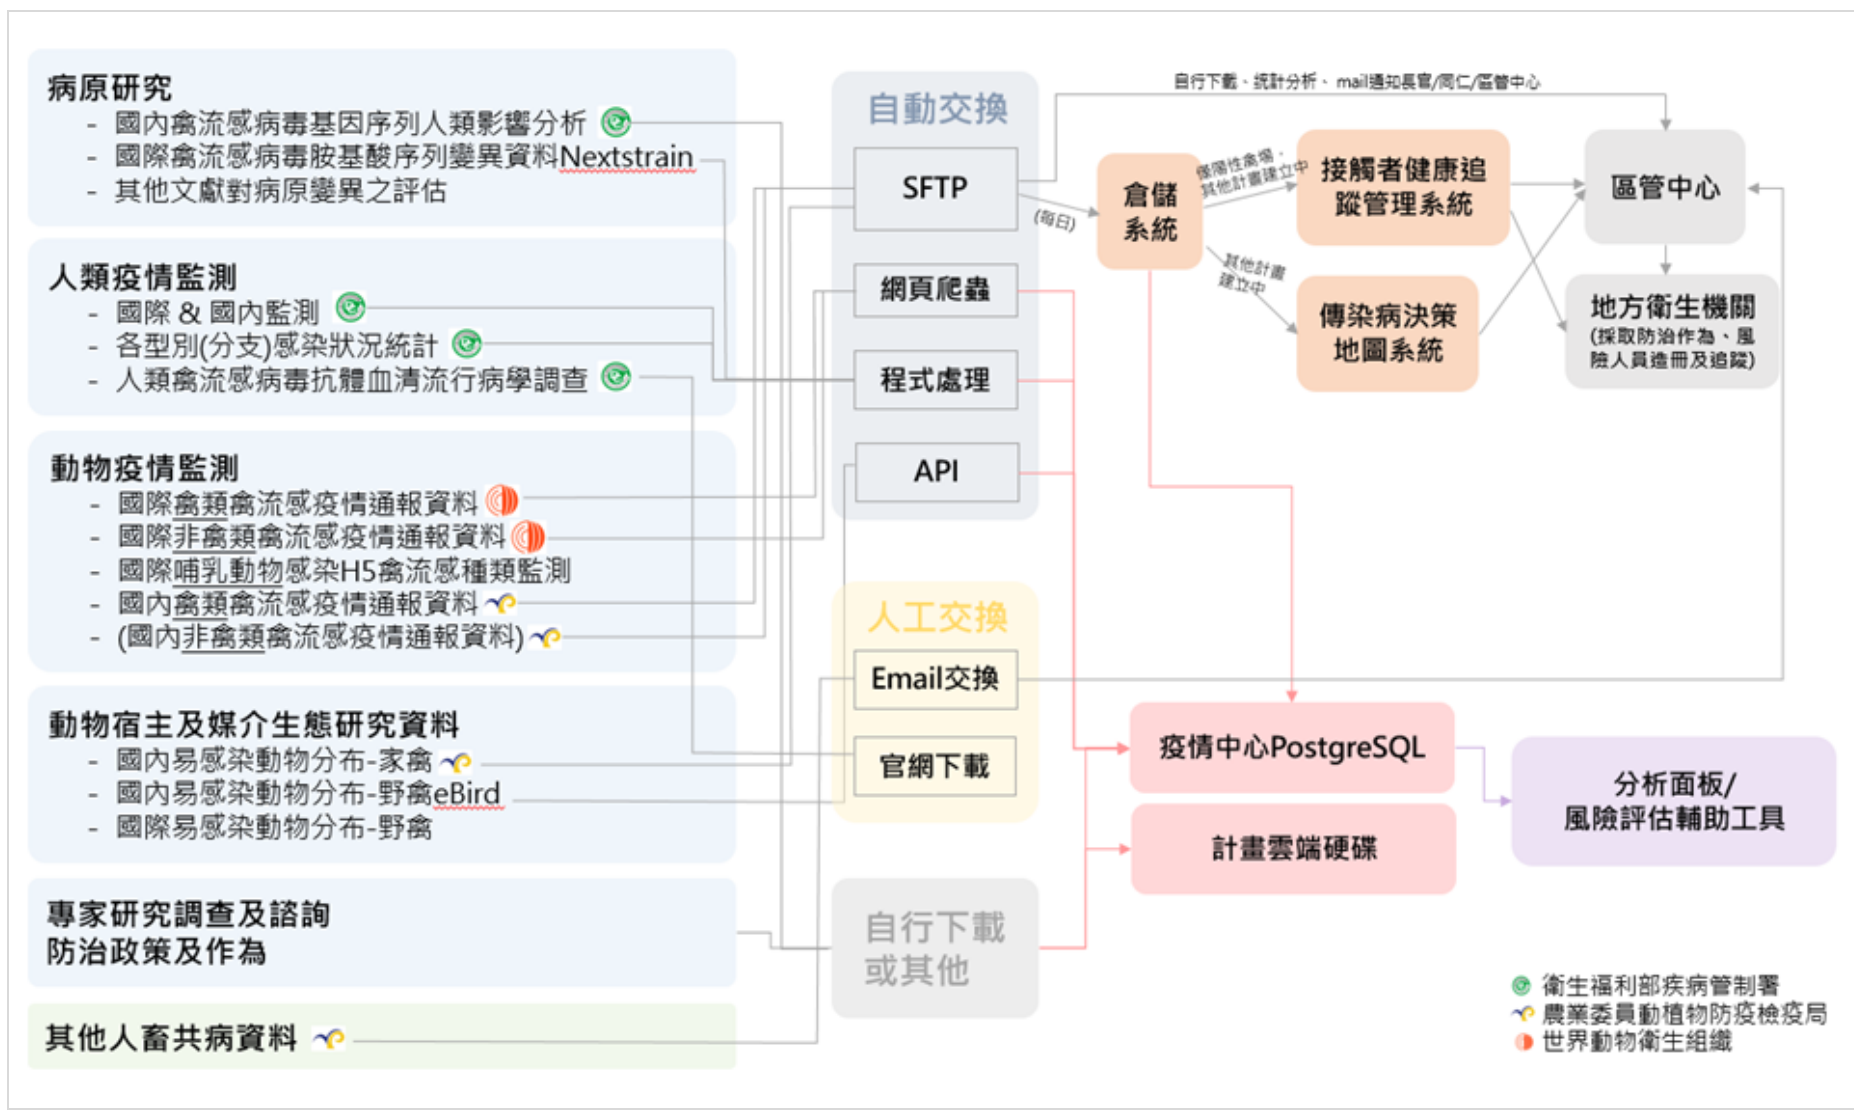 病原研究
- 國內禽流感病毒基因序列人類影響分析
- 國際禽流感病毒胺基酸序列變異資料Nextstrain
- 其他文獻對病原變異之評估
人類疫情監測
- 國際 & 國內監測
- 各型別(分支)感染狀況統計
- 人類禽流感病毒抗體血清流行病學調查
動物疫情監測
- 國際禽類禽流感疫情通報資料
- 國際非禽類禽流感疫情通報資料
- 國際哺乳動物感染H5禽流感種類監測
- 國內禽類禽流感疫情通報資料
- (國內非禽類禽流感疫情通報資料)
動物宿主及媒介生態研究資料
- 國內易感染動物分布-家禽
- 國內易感染動物分布-野禽eBird
- 國際易感染動物分布-野禽
專家研究調查及諮詢
防治政策及作為
其他人畜共病資料
自動交換
SFTP
網頁爬蟲
程式處理
API
人工交換
Email交換
官網下載
自行下載
或其他
自行下載、統計分析、mail通知長官/同仁/區管中心
(每日)
倉儲
系統
僅陽性禽場、
其他計畫建立中
其他計畫
建立中
接觸者健康追
蹤管理系統
傳染病決策
地圖系統
區管中心
地方衛生機關
(採取防治作為、風
險人員造冊及追蹤)
疫情中心PostgreSQL
計畫雲端硬碟
分析面板/
風險評估輔助工具
衛生福利部疾病管制署
農業委員動植物防疫檢疫局
世界動物衛生組織